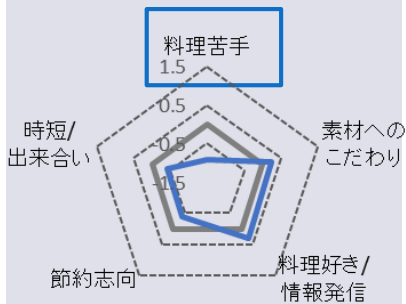 料理苦手
1.5
0.5
-0.5
-1.5
時短/
出来合い
素材への
こだわり
節約志向
料理好き/
情報発信